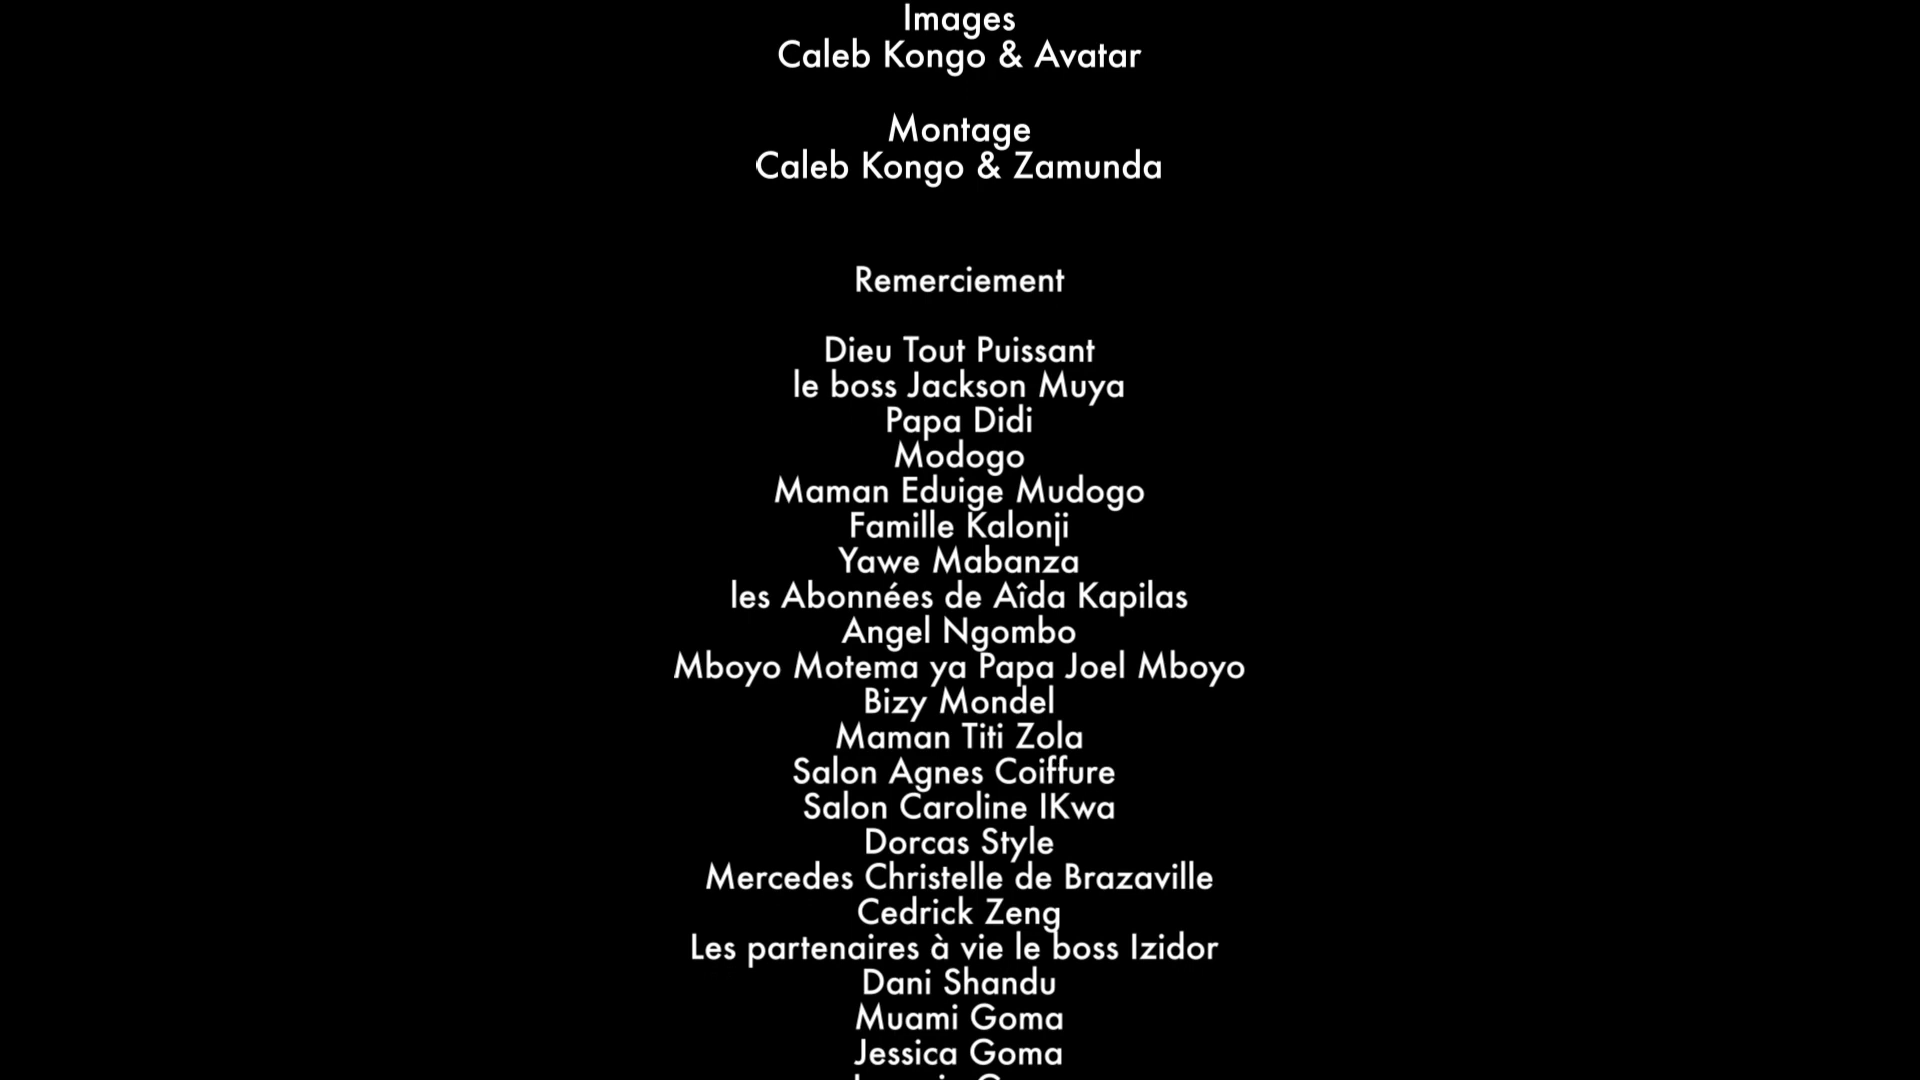 Images
Caleb Kongo & Avatar
Montage
Caleb Kongo & Zamunda
Remerciement
Dieu Tout Puissant
le boss Jackson Muya
Papa Didi
Modogo
Maman Eduige Mudogo
Famille Kalonji
Yawe Mabanza
les Abonnées de Aîda Kapilas
Angel Ngombo
Mboyo Motema ya Papa Joel Mboyo
Bizy Mondel
Maman Titi Zola
Salon Agnes Coiffure
Salon Caroline IKwa
Dorcas Style
Mercedes Christelle de Brazaville
Cedrick Zeng
Les partenaires à vie le boss Izidor
Dani Shandu
Muami Goma
Jessica Goma